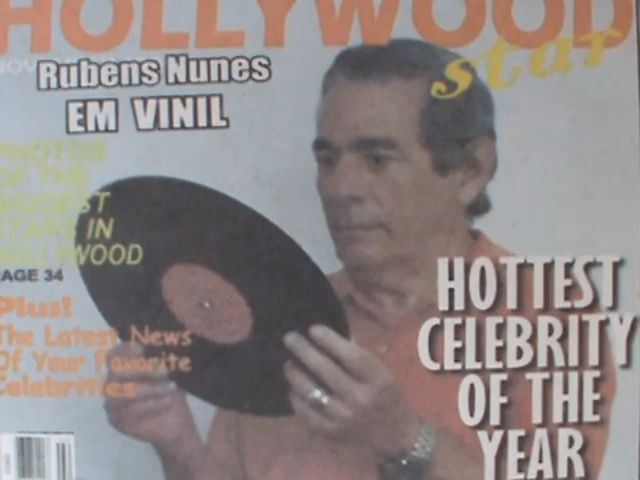 HOLLYWOOD
star
Rubens Nunes
EM VINIL
PHOTOS
OF THE
BIGGEST
STARS IN
HOLLYWOOD
PAGE 34
Plus!
The Latest News
Of Your Favorite
Celebrities
HOTTEST
CELEBRITY
OF THE
YEAR